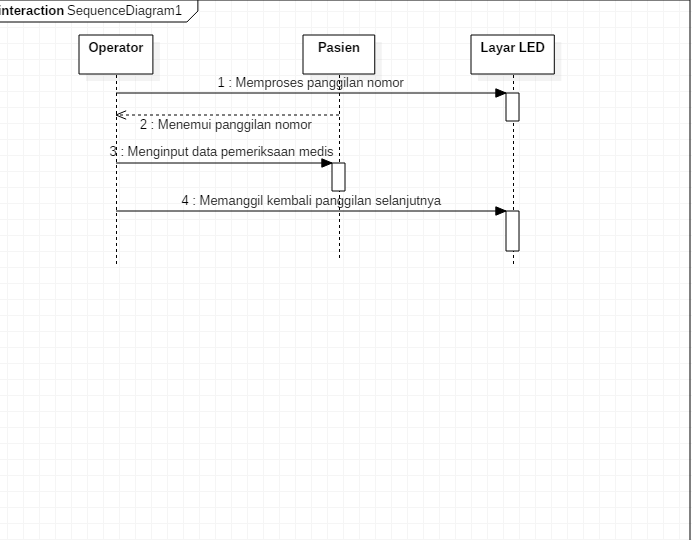 interaction SequenceDiagram1
Operator
Pasien
Layar LED
1 : Memproses panggilan nomor
2 : Menemui panggilan nomor
3 : Menginput data pemeriksaan medis
4 : Memanggil kembali panggilan selanjutnya